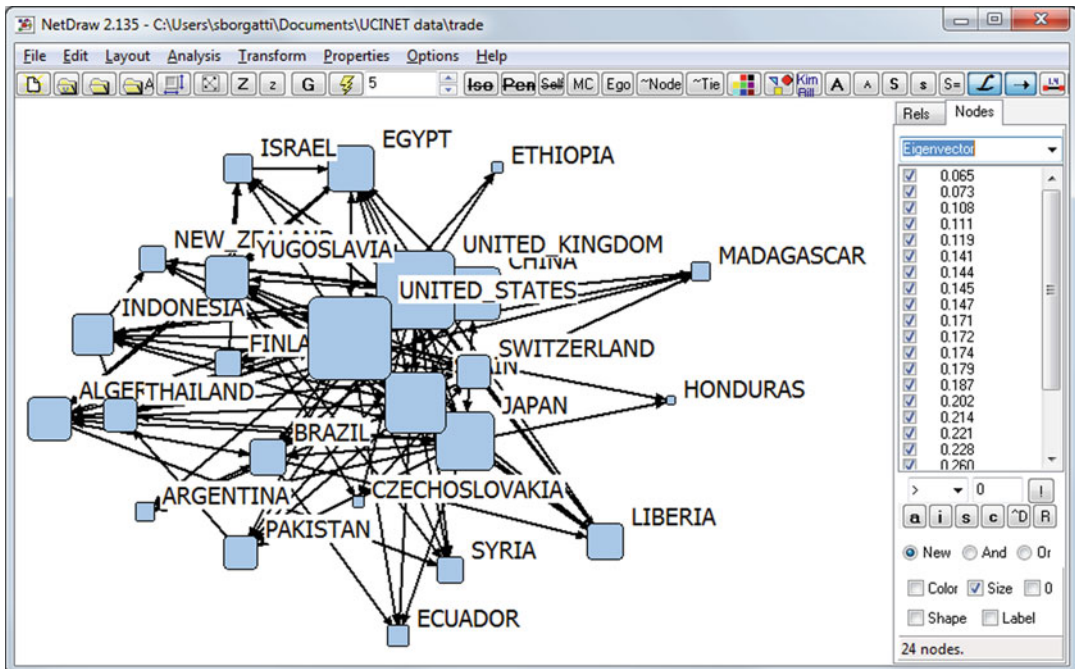 NetDraw 2.135 - C:\Users\sborgatti\Documents\UCINET data\trade
File Edit Layout Analysis Transform Properties Options Help
A Z z G 5 Iso Pen Self MC Ego ~Node ~Tie Kim Rill A A S s S= L
Rels Nodes
Eigenvector
0.065
0.073
0.108
0.111
0.119
0.141
0.144
0.145
0.147
0.171
0.172
0.174
0.179
0.187
0.202
0.214
0.221
0.228
0.260
> 0 !
a i s c ^D R
New And Or
Color Size 0
Shape Label
24 nodes.
ISRAEL
EGYPT
ETHIOPIA
YUGOSLAVIA
UNITED_KINGDOM
CHINA
MADAGASCAR
UNITED_STATES
INDONESIA
SWITZERLAND
HONDURAS
THAILAND
JAPAN
BRAZIL
CZECHOSLOVAKIA
ARGENTINA
LIBERIA
PAKISTAN
SYRIA
ECUADOR